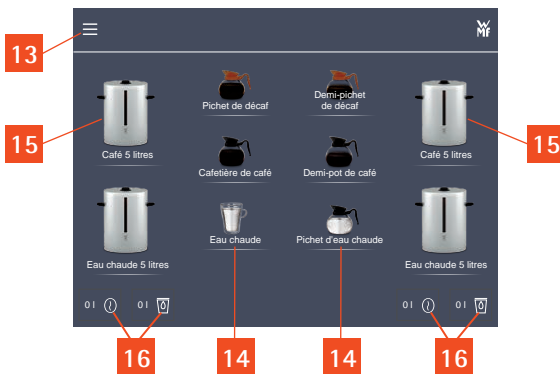 13
WMF
Pichet de décaf
Demi-pichet
de décaf
15
15
Café 5 litres
Cafetière de café
Demi-pot de café
Café 5 litres
Eau chaude
Pichet d'eau chaude
Eau chaude 5 litres
Eau chaude 5 litres
0 l
0 l
0 l
0 l
16
14
14
16